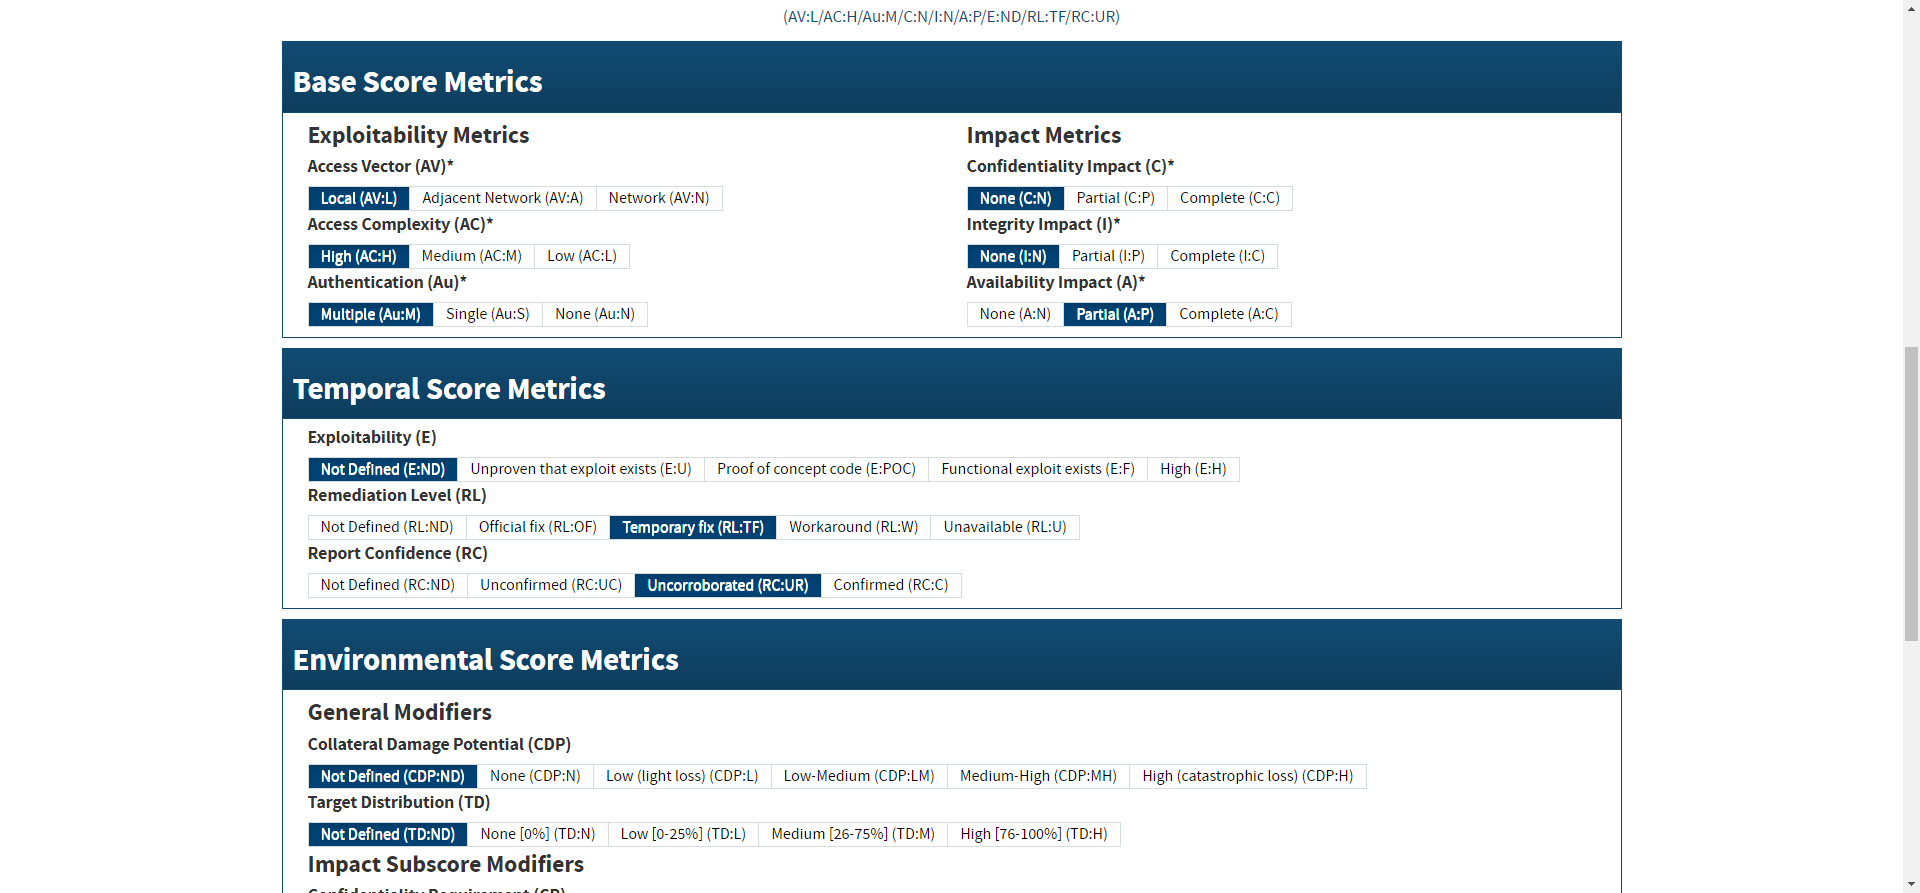 (AV:L/AC:H/Au:M/C:N/I:N/A:P/E:ND/RL:TF/RC:UR)
Base Score Metrics
Exploitability Metrics
Access Vector (AV)*
Local (AV:L) Adjacent Network (AV:A) Network (AV:N)
Access Complexity (AC)*
High (AC:H) Medium (AC:M) Low (AC:L)
Authentication (Au)*
Multiple (Au:M) Single (Au:S) None (Au:N)
Impact Metrics
Confidentiality Impact (C)*
None (C:N) Partial (C:P) Complete (C:C)
Integrity Impact (I)*
None (I:N) Partial (I:P) Complete (I:C)
Availability Impact (A)*
None (A:N) Partial (A:P) Complete (A:C)
Temporal Score Metrics
Exploitability (E)
Not Defined (E:ND) Unproven that exploit exists (E:U) Proof of concept code (E:POC) Functional exploit exists (E:F) High (E:H)
Remediation Level (RL)
Not Defined (RL:ND) Official fix (RL:OF) Temporary fix (RL:TF) Workaround (RL:W) Unavailable (RL:U)
Report Confidence (RC)
Not Defined (RC:ND) Unconfirmed (RC:UC) Uncorroborated (RC:UR) Confirmed (RC:C)
Environmental Score Metrics
General Modifiers
Collateral Damage Potential (CDP)
Not Defined (CDP:ND) None (CDP:N) Low (light loss) (CDP:L) Low-Medium (CDP:LM) Medium-High (CDP:MH) High (catastrophic loss) (CDP:H)
Target Distribution (TD)
Not Defined (TD:ND) None [0%] (TD:N) Low [0-25%] (TD:L) Medium [26-75%] (TD:M) High [76-100%] (TD:H)
Impact Subscore Modifiers
Confidentiality Requirement (CR)